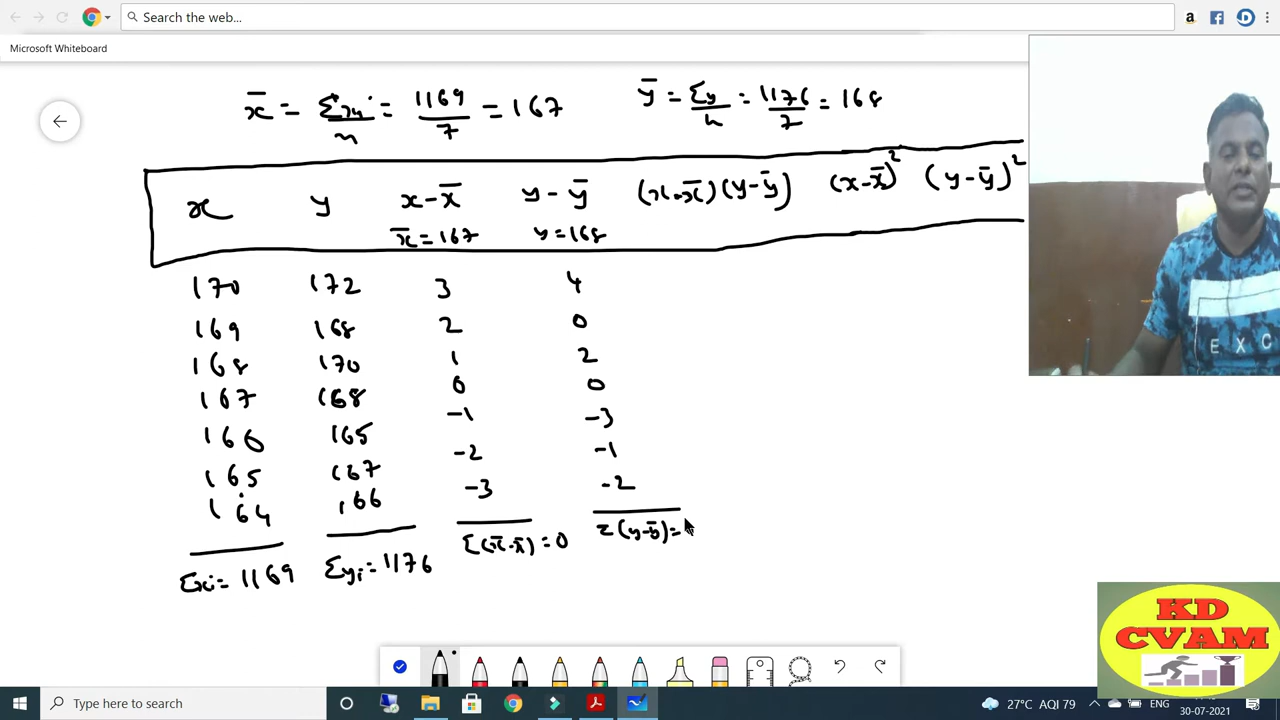 Search the web...
Microsoft Whiteboard
x̄ = Σxi/n = 1169/7 = 167 ȳ = Σy/n = 1176/7 = 168
x y x-x̄ y-ȳ (x-x̄)(y-ȳ) (x-x̄)² (y-ȳ)²
x̄=167 y=168
170 172 3 4
169 168 2 0
168 170 1 2
167 168 0 0
166 165 -1 -3
165 167 -2 -1
164 166 -3 -2
Σxi=1169 Σyi=1176 Σ(x-x̄)=0 Σ(y-ȳ)=
EXC
KD
CVAM
Type here to search
27°C AQI 79 ENG
30-07-2021